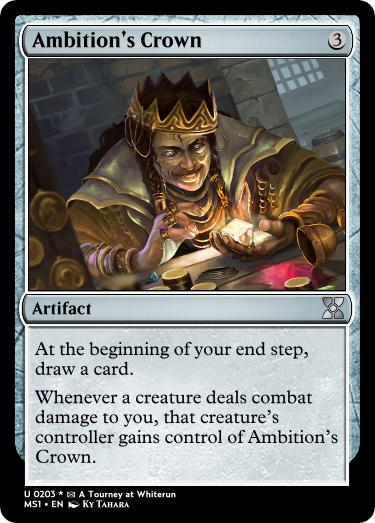 Ambition's Crown 3
Artifact
At the beginning of your end step,
draw a card.
Whenever a creature deals combat
damage to you, that creature's
controller gains control of Ambition's
Crown.
U 0203 * A Tourney at Whiterun
MS1 • EN Ky Tahara